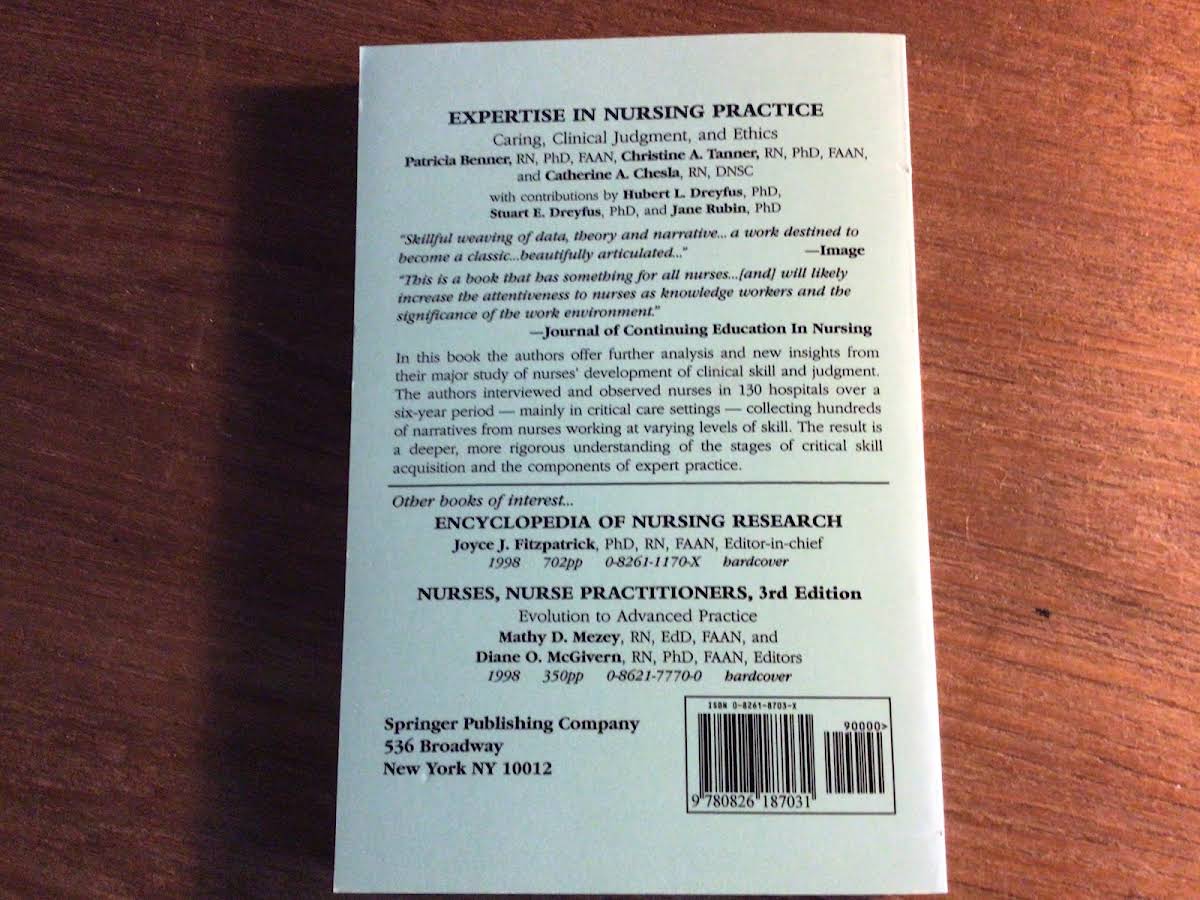 EXPERTISE IN NURSING PRACTICE
Caring, Clinical Judgment, and Ethics
Patricia Benner, RN, PhD, FAAN, Christine A. Tanner, RN, PhD, FAAN,
and Catherine A. Chesla, RN, DNSC
with contributions by Hubert L. Dreyfus, PhD,
Stuart E. Dreyfus, PhD, and Jane Rubin, PhD
"Skillful weaving of data, theory and narrative... a work destined to
become a classic...beautifully articulated..." —Image
"This is a book that has something for all nurses...[and] will likely
increase the attentiveness to nurses as knowledge workers and the
significance of the work environment."
—Journal of Continuing Education In Nursing
In this book the authors offer further analysis and new insights from
their major study of nurses' development of clinical skill and judgment.
The authors interviewed and observed nurses in 130 hospitals over a
six-year period — mainly in critical care settings — collecting hundreds
of narratives from nurses working at varying levels of skill. The result is
a deeper, more rigorous understanding of the stages of critical skill
acquisition and the components of expert practice.
Other books of interest...
ENCYCLOPEDIA OF NURSING RESEARCH
Joyce J. Fitzpatrick, PhD, RN, FAAN, Editor-in-chief
1998 702pp 0-8261-1170-X hardcover
NURSES, NURSE PRACTITIONERS, 3rd Edition
Evolution to Advanced Practice
Mathy D. Mezey, RN, EdD, FAAN, and
Diane O. McGivern, RN, PhD, FAAN, Editors
1998 350pp 0-8621-7770-0 hardcover
Springer Publishing Company
536 Broadway
New York NY 10012
ISBN 0-8261-8703-X
90000>
9 780826 187031